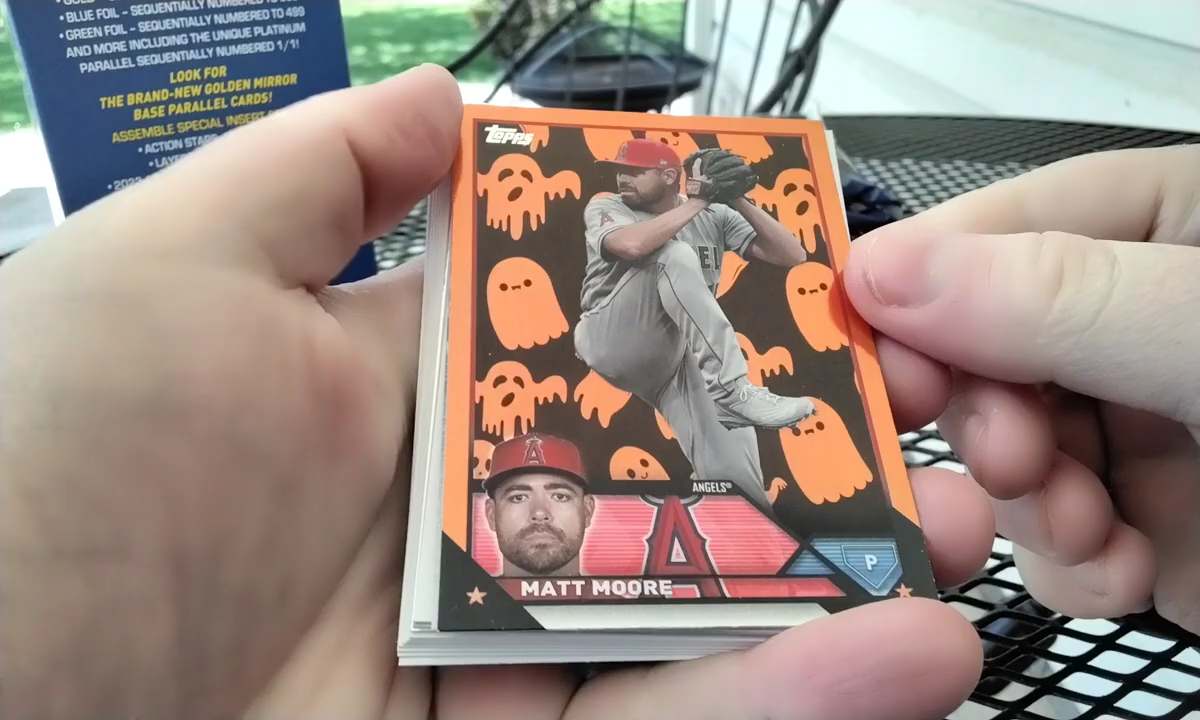 • BLUE FOIL – SEQUENTIALLY NUMBERED TO
• GREEN FOIL – SEQUENTIALLY NUMBERED TO 499
AND MORE INCLUDING THE UNIQUE PLATINUM
PARALLEL SEQUENTIALLY NUMBERED 1/1!
LOOK FOR
THE BRAND-NEW GOLDEN MIRROR
BASE PARALLEL CARDS!
ASSEMBLE SPECIAL INSERT
• ACTION
Topps
A
A
ANGELS®
A
A
P
MATT MOORE